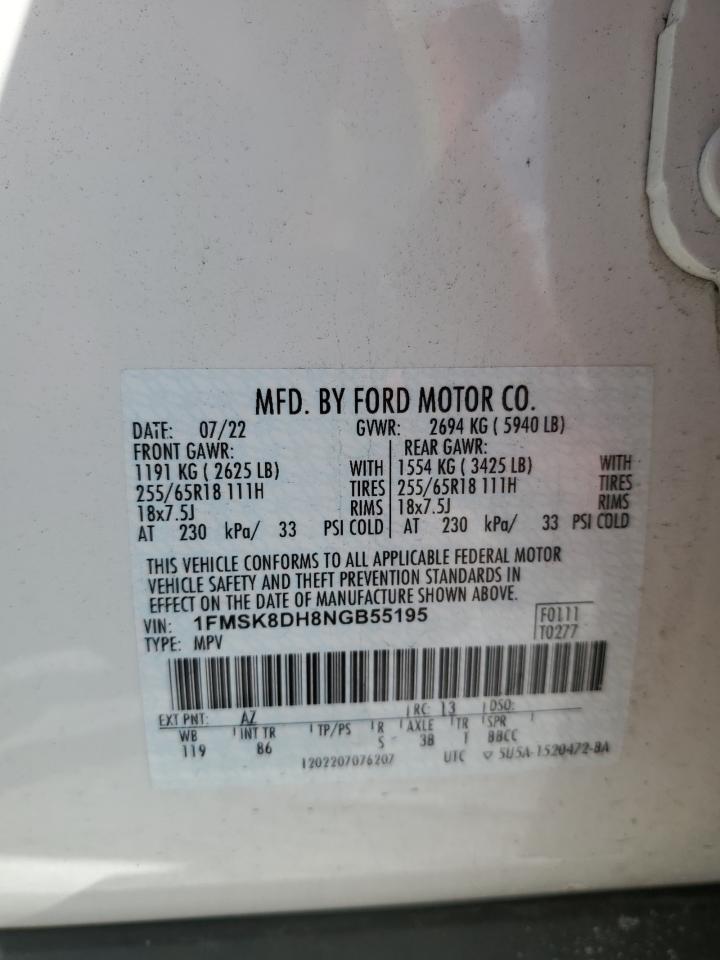 MFD. BY FORD MOTOR CO.
DATE: 07/22 GVWR: 2694 KG ( 5940 LB)
FRONT GAWR: REAR GAWR:
1191 KG ( 2625 LB) WITH 1554 KG ( 3425 LB) WITH
255/65R18 111H TIRES 255/65R18 111H TIRES
18x7.5J RIMS 18x7.5J RIMS
AT 230 kPa/ 33 PSI COLD AT 230 kPa/ 33 PSI COLD
THIS VEHICLE CONFORMS TO ALL APPLICABLE FEDERAL MOTOR
VEHICLE SAFETY AND THEFT PREVENTION STANDARDS IN
EFFECT ON THE DATE OF MANUFACTURE SHOWN ABOVE.
VIN: 1FMSK8DH8NGB55195 F0111
TYPE: MPV T0277
EXT PNT: AZ RC: 13 DSO:
WB INT TR TP/PS R AXLE TR SPR
119 86 S 3B T BBCC
1202207076207 UTC ▽ 5U5A-1520472-BA